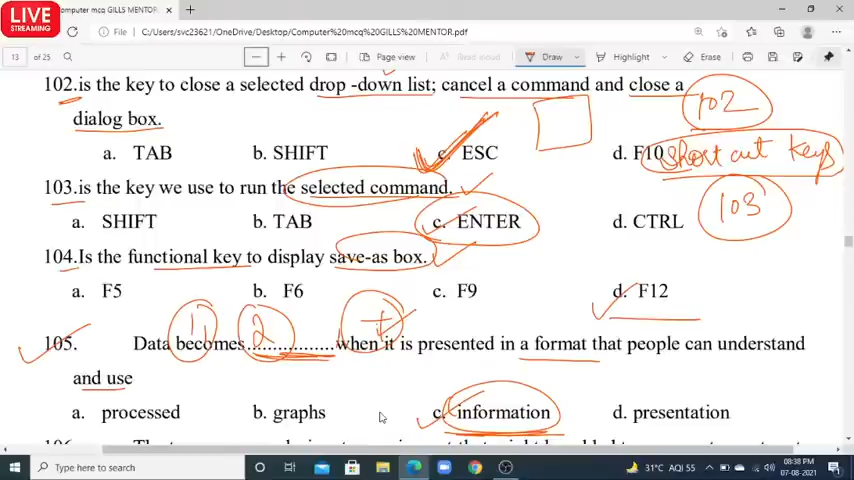 LIVE
STREAMING
Computer mcq GILLS MENTOR.
File
C:/Users/svc23621/OneDrive/Desktop/Computer%20mcq%20GILLS%20MENTOR.pdf
13 of 25
Page view
Read aloud
Draw
Highlight
Erase
102.is the key to close a selected drop -down list; cancel a command and close a
dialog box.
102
a. TAB b. SHIFT c. ESC d. F10
Short cut Keys
103.is the key we use to run the selected command.
103
a. SHIFT b. TAB c. ENTER d. CTRL
104.Is the functional key to display save-as box.
a. F5 b. F6 c. F9 d. F12
1, 2 +
105. Data becomes..................when it is presented in a format that people can understand
and use
a. processed b. graphs c. information d. presentation
Type here to search
31°C AQI 55
08:38 PM
07-08-2021